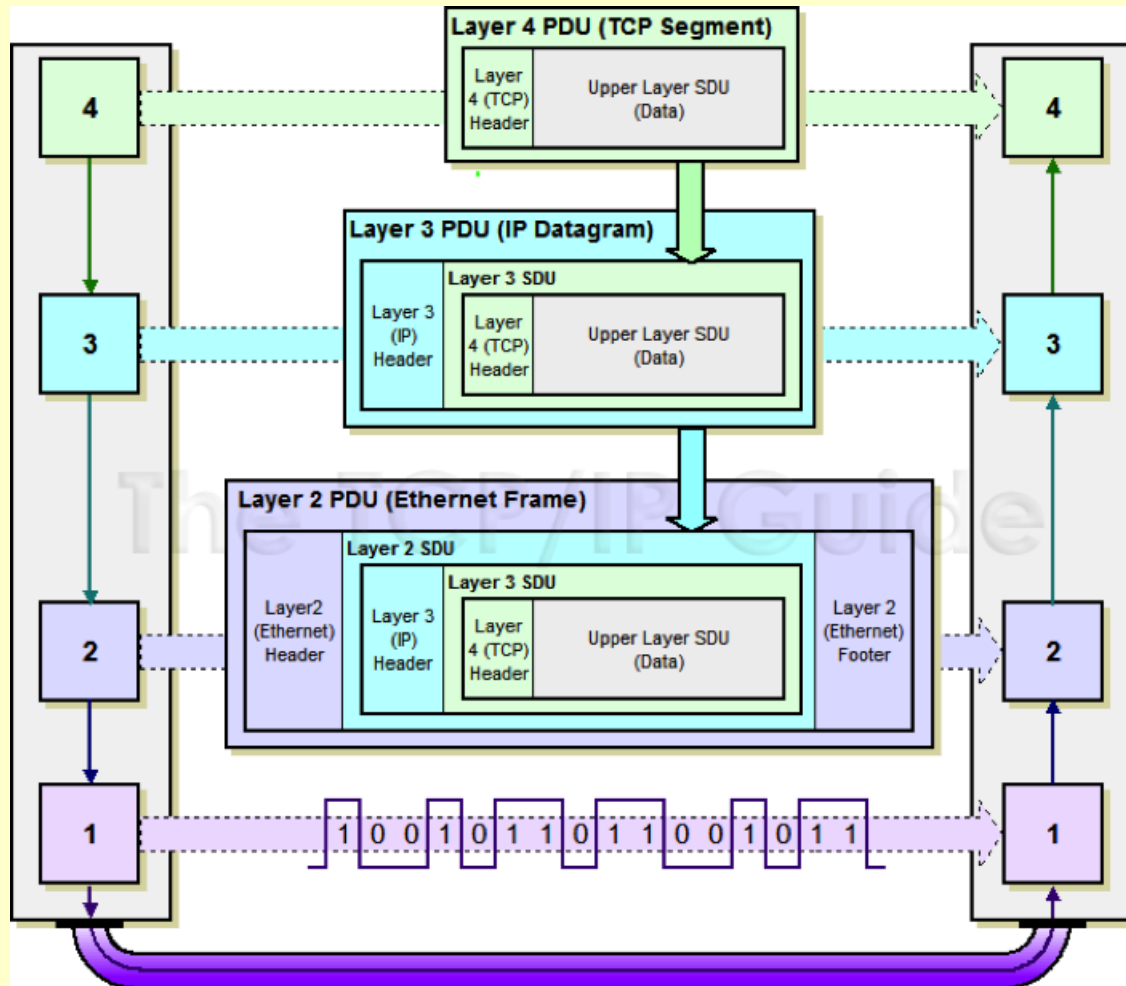 Layer 4 PDU (TCP Segment)
4
Layer
4 (TCP)
Header
Upper Layer SDU
(Data)
4
Layer 3 PDU (IP Datagram)
Layer 3 SDU
3
Layer 3
(IP)
Header
Layer
4 (TCP)
Header
Upper Layer SDU
(Data)
3
The TCP/IP Guide
Layer 2 PDU (Ethernet Frame)
Layer 2 SDU
Layer 3 SDU
2
Layer2
(Ethernet)
Header
Layer 3
(IP)
Header
Layer
4 (TCP)
Header
Upper Layer SDU
(Data)
Layer 2
(Ethernet)
Footer
2
1
1 0 0 1 0 1 1 0 1 1 0 0 1 0 1 1
1